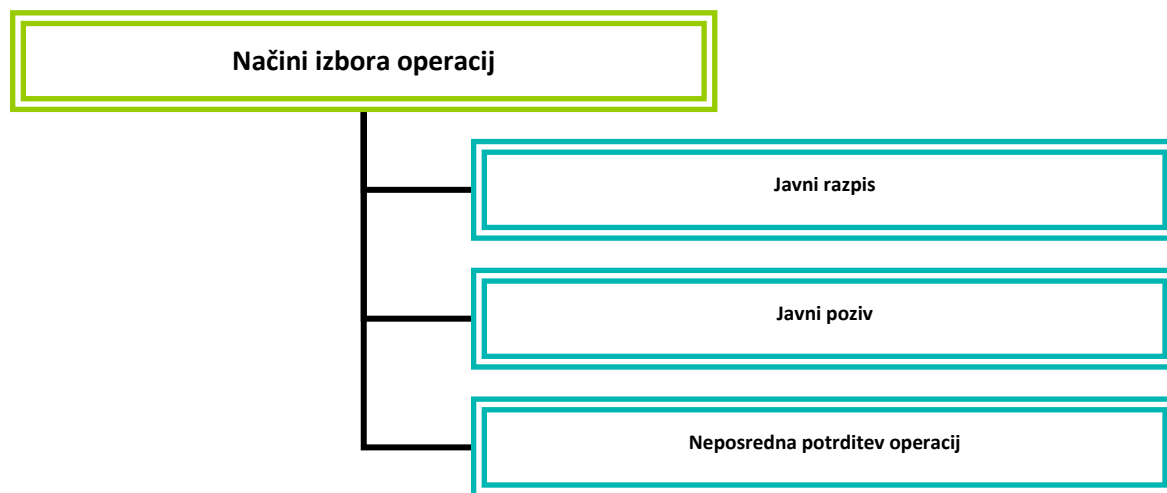 Načini izbora operacij
Javni razpis
Javni poziv
Neposredna potrditev operacij